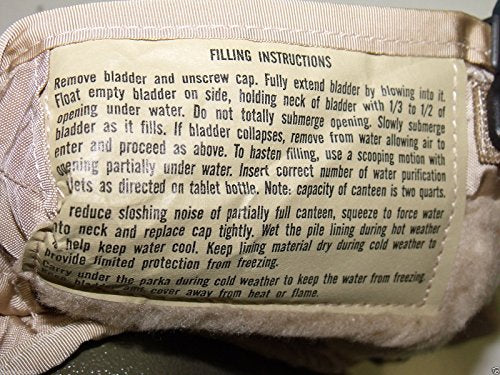 FILLING INSTRUCTIONS
Remove bladder and unscrew cap. Fully extend bladder by blowing into it.
Float empty bladder on side, holding neck of bladder with 1/3 to 1/2 of
opening under water. Do not totally submerge opening. Slowly submerge
bladder as it fills. If bladder collapses, remove from water allowing air to
enter and proceed as above. To hasten filling, use a scooping motion with
opening partially under water. Insert correct number of water purification
lets as directed on tablet bottle. Note: capacity of canteen is two quarts.
reduce sloshing noise of partially full canteen, squeeze to force water
into neck and replace cap tightly. Wet the pile lining during hot weather
help keep water cool. Keep lining material dry during cold weather to
provide limited protection from freezing.
Carry under the parka during cold weather to keep the water from freezing.
bladder and cover away from heat or flame.